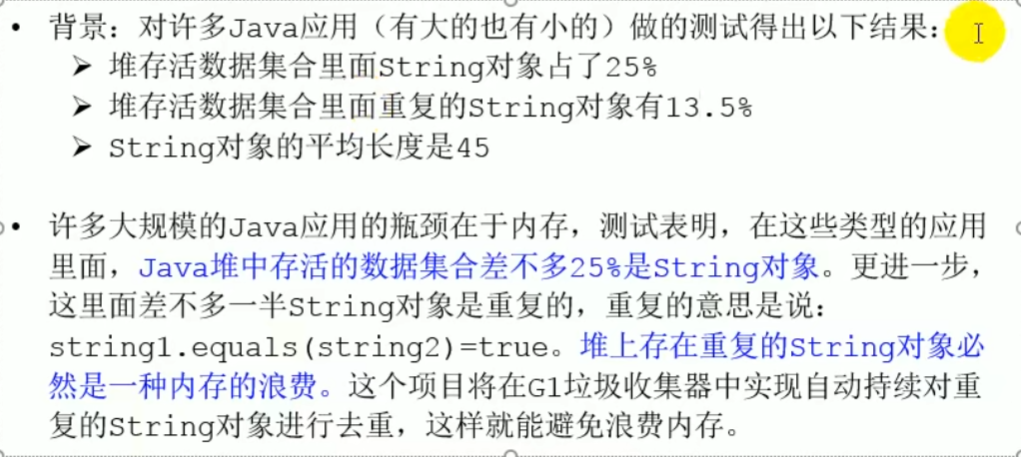 • 背景：对许多Java应用（有大的也有小的）做的测试得出以下结果：
➢ 堆存活数据集合里面String对象占了25%
➢ 堆存活数据集合里面重复的String对象有13.5%
➢ String对象的平均长度是45
• 许多大规模的Java应用的瓶颈在于内存，测试表明，在这些类型的应用
里面，Java堆中存活的数据集合差不多25%是String对象。更进一步，
这里面差不多一半String对象是重复的，重复的意思是说：
string1.equals(string2)=true。堆上存在重复的String对象必
然是一种内存的浪费。这个项目将在G1垃圾收集器中实现自动持续对重
复的String对象进行去重，这样就能避免浪费内存。